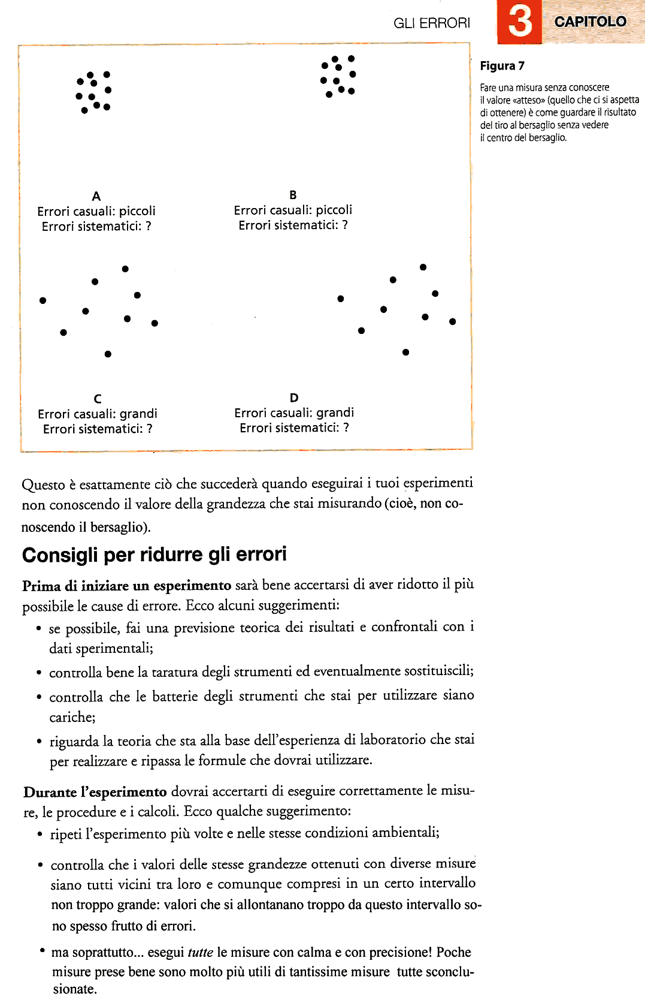 GLI ERRORI
3 CAPITOLO
Figura 7
Fare una misura senza conoscere
il valore «atteso» (quello che ci si aspetta
di ottenere) è come guardare il risultato
del tiro al bersaglio senza vedere
il centro del bersaglio.
A
Errori casuali: piccoli
Errori sistematici: ?
B
Errori casuali: piccoli
Errori sistematici: ?
C
Errori casuali: grandi
Errori sistematici: ?
D
Errori casuali: grandi
Errori sistematici: ?
Questo è esattamente ciò che succederà quando eseguirai i tuoi esperimenti
non conoscendo il valore della grandezza che stai misurando (cioè, non co-
noscendo il bersaglio).
Consigli per ridurre gli errori
Prima di iniziare un esperimento sarà bene accertarsi di aver ridotto il più
possibile le cause di errore. Ecco alcuni suggerimenti:
• se possibile, fai una previsione teorica dei risultati e confrontali con i
dati sperimentali;
• controlla bene la taratura degli strumenti ed eventualmente sostituiscili;
• controlla che le batterie degli strumenti che stai per utilizzare siano
cariche;
• riguarda la teoria che sta alla base dell'esperienza di laboratorio che stai
per realizzare e ripassa le formule che dovrai utilizzare.
Durante l'esperimento dovrai accertarti di eseguire correttamente le misu-
re, le procedure e i calcoli. Ecco qualche suggerimento:
• ripeti l'esperimento più volte e nelle stesse condizioni ambientali;
• controlla che i valori delle stesse grandezze ottenuti con diverse misure
siano tutti vicini tra loro e comunque compresi in un certo intervallo
non troppo grande: valori che si allontanano troppo da questo intervallo so-
no spesso frutto di errori.
• ma soprattutto... esegui tutte le misure con calma e con precisione! Poche
misure prese bene sono molto più utili di tantissime misure tutte sconclu-
sionate.